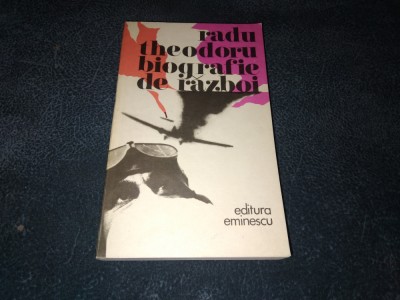 radu
theodoru
biografie
de război
editura
eminescu